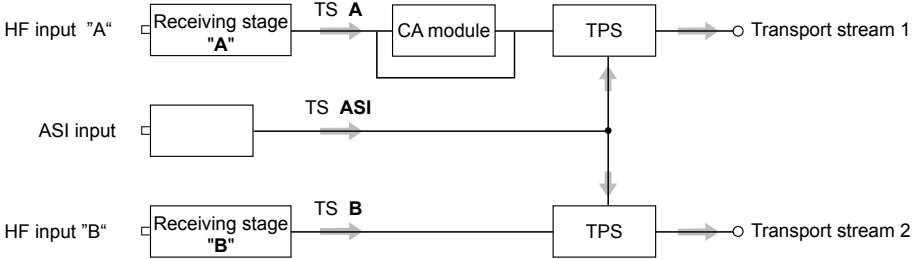 HF input ”A“
Receiving stage
"A"
TS A
CA module
TPS
Transport stream 1
ASI input
TS ASI
HF input ”B“
Receiving stage
"B"
TS B
TPS
Transport stream 2